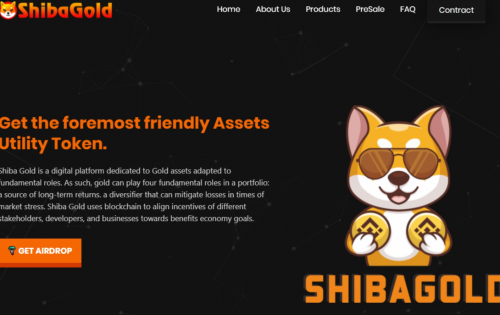 ShibaGold
Home About Us Products PreSale FAQ Contract
Get the foremost friendly Assets
Utility Token.
Shiba Gold is a digital platform dedicated to Gold assets adapted to
fundamental roles. As such, gold can play four fundamental roles in a portfolio:
a source of long-term returns, a diversifier that can mitigate losses in times of
market stress. Shiba Gold uses blockchain to align incentives of different
stakeholders, developers, and businesses towards benefits economy goals.
GET AIRDROP
SHIBAGOLD